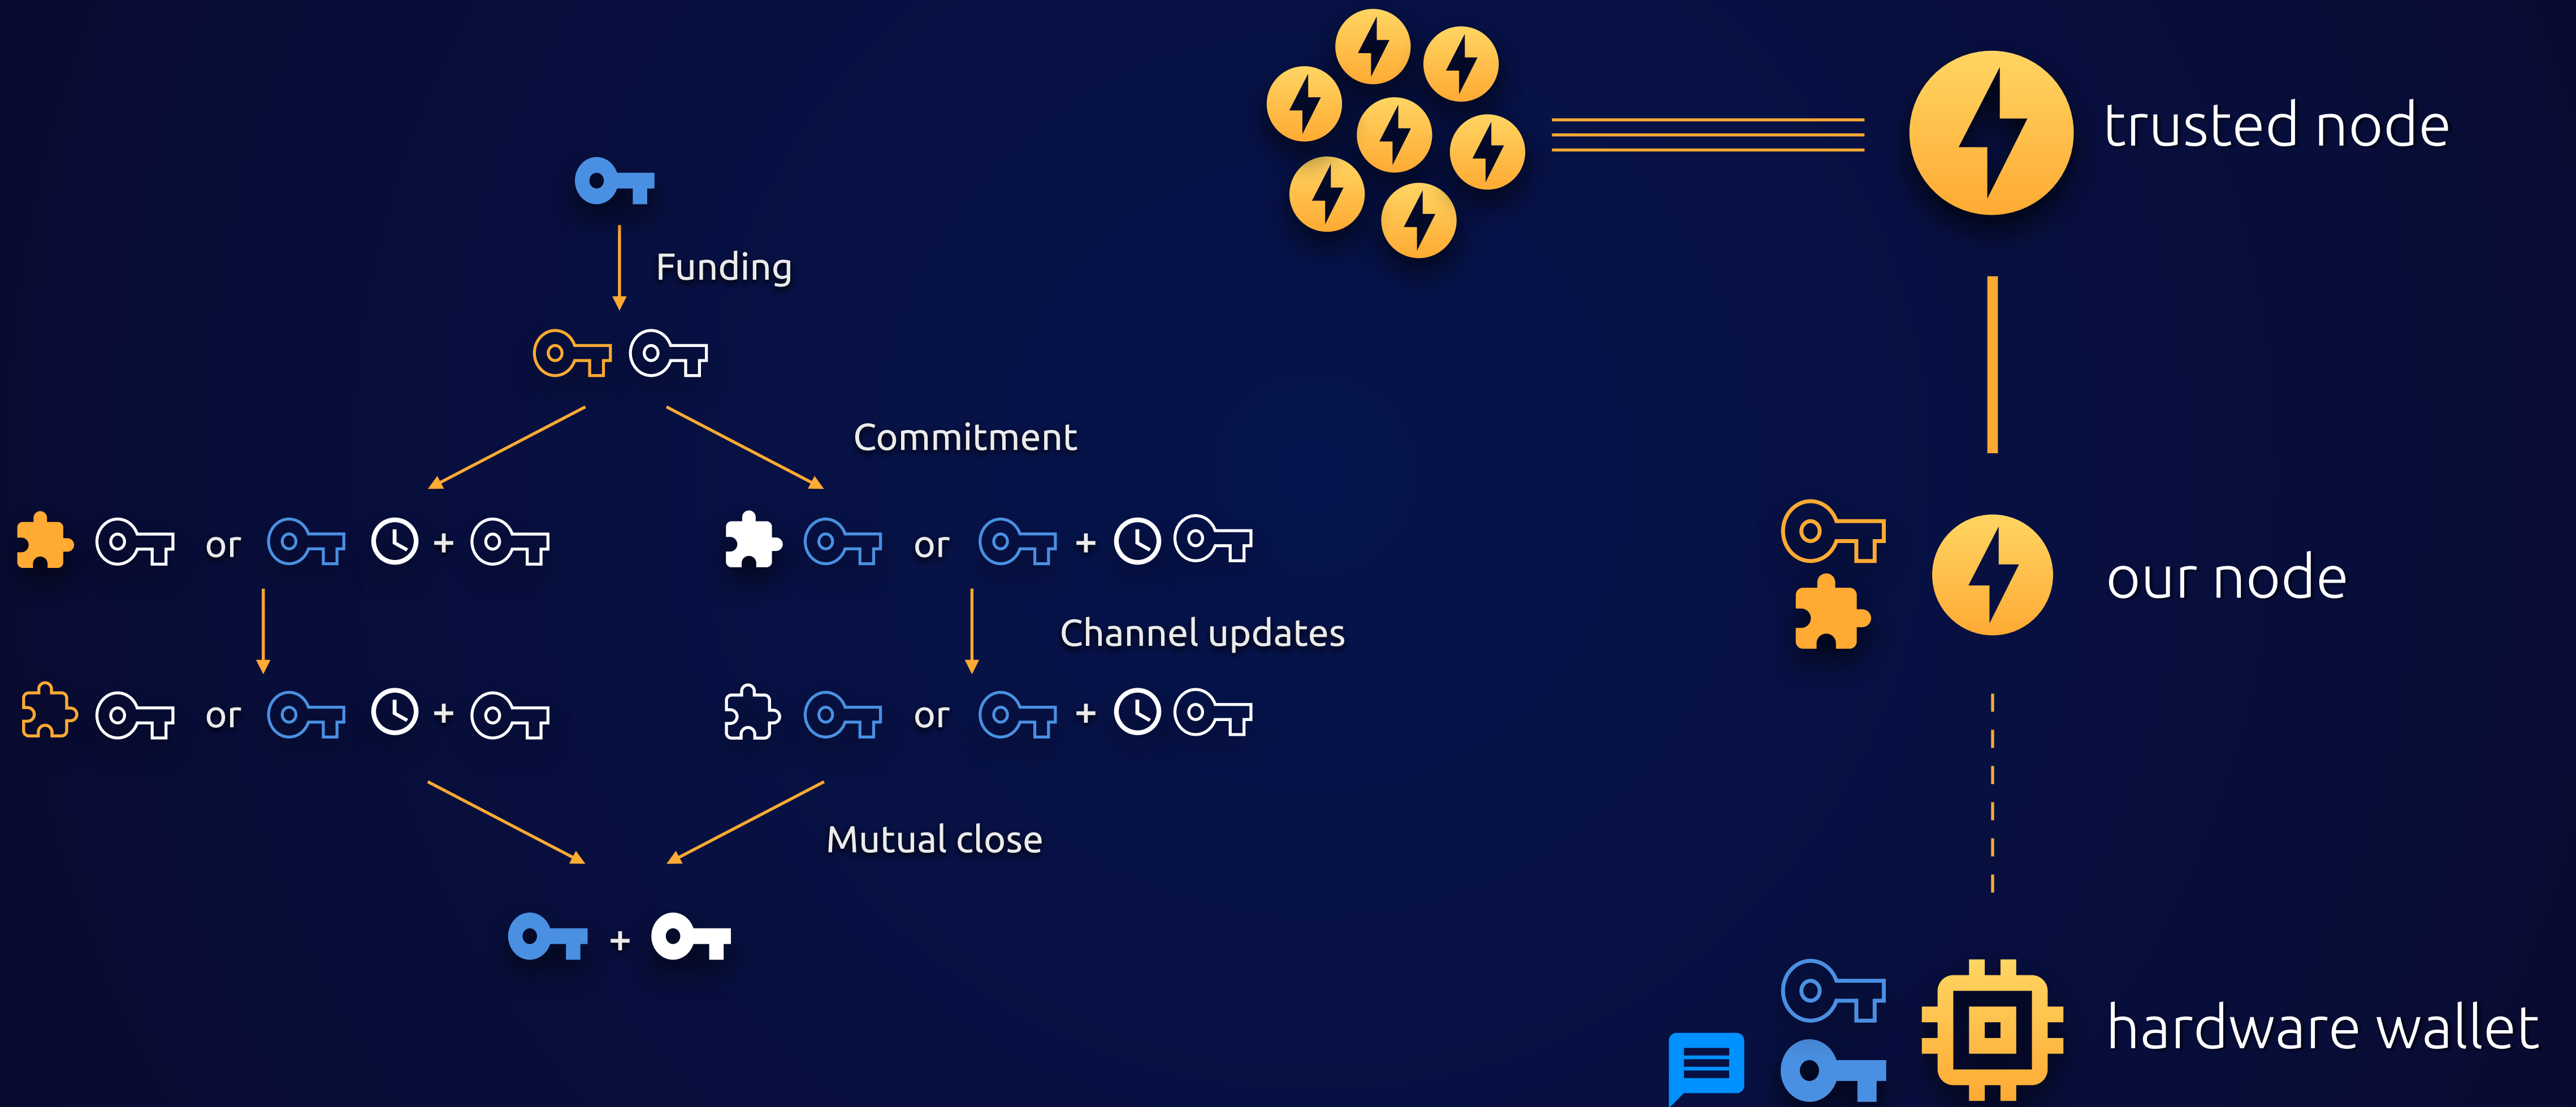 trusted node
Funding
Commitment
or + or +
our node
Channel updates
or + or +
Mutual close
+
hardware wallet